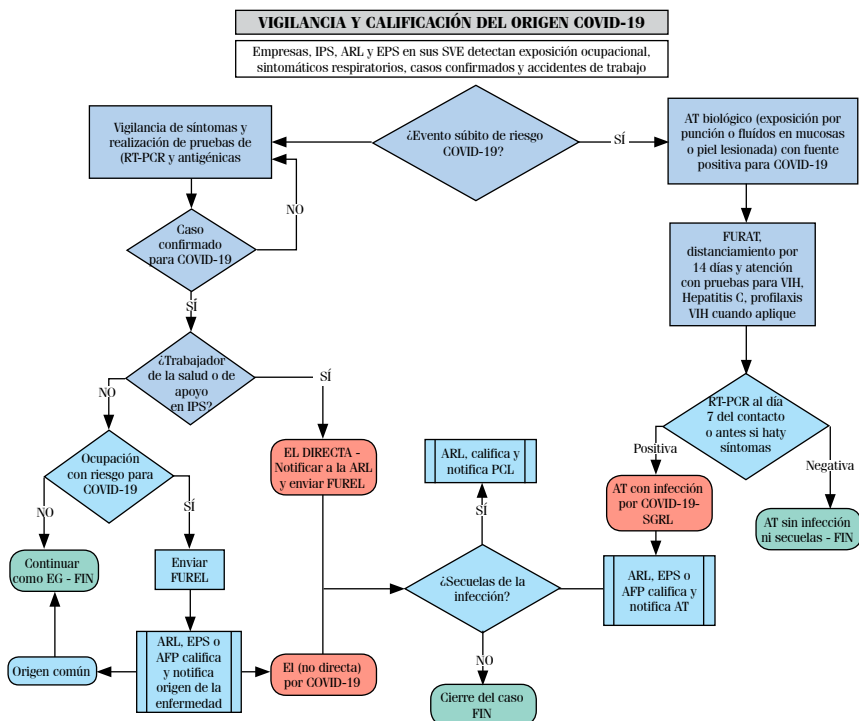 VIGILANCIA Y CALIFICACIÓN DEL ORIGEN COVID-19
Empresas, IPS, ARL y EPS en sus SVE detectan exposición ocupacional,
sintomáticos respiratorios, casos confirmados y accidentes de trabajo
Vigilancia de síntomas y
realización de pruebas de
(RT-PCR y antigénicas
¿Evento súbito de riesgo
COVID-19?
SÍ
AT biológico (exposición por
punción o fluídos en mucosas
o piel lesionada) con fuente
positiva para COVID-19
NO
Caso
confirmado
para COVID-19
SÍ
FURAT,
distanciamiento por
14 días y atención
con pruebas para VIH,
Hepatitis C, profilaxis
VIH cuando aplique
¿Trabajador
de la salud o de
apoyo
en IPS?
NO
SÍ
RT-PCR al día
7 del contacto
o antes si haty
síntomas
Positiva
Negativa
Ocupación
con riesgo para
COVID-19
NO
SÍ
EL DIRECTA -
Notificar a la ARL
y enviar FUREL
ARL, califica y
notifica PCL
SÍ
AT con infección
por COVID-19-
SGRL
AT sin infección
ni secuelas - FIN
Continuar
como EG - FIN
Enviar
FUREL
¿Secuelas de la
infección?
ARL, EPS o
AFP califica y
notifica AT
Origen común
ARL, EPS o
AFP califica
y notifica
origen de la
enfermedad
El (no directa)
por COVID-19
NO
Cierre del caso
FIN